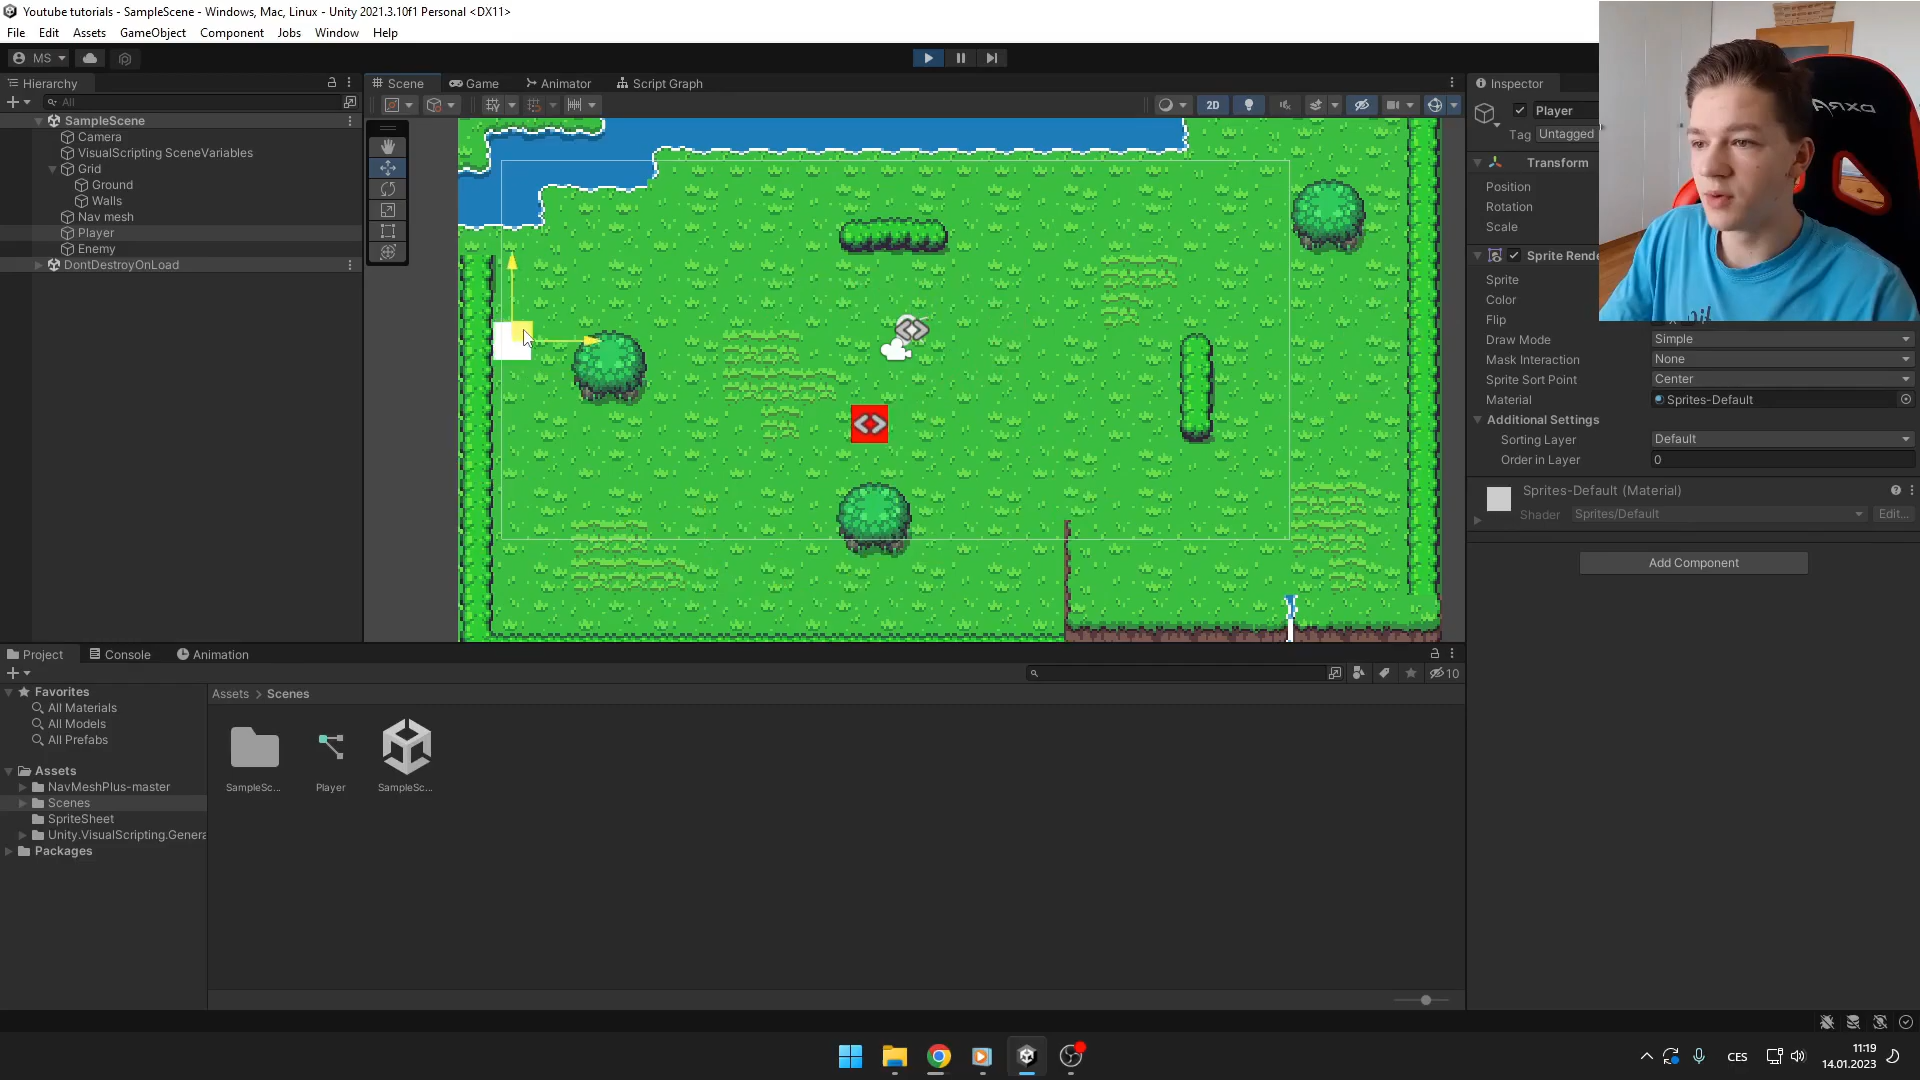 Youtube tutorials - SampleScene - Windows, Mac, Linux - Unity 2021.3.10f1 Personal <DX11>
File Edit Assets GameObject Component Jobs Window Help
MS
Hierarchy
All
SampleScene
Camera
VisualScripting SceneVariables
Grid
Ground
Walls
Nav mesh
Player
Enemy
DontDestroyOnLoad
Scene Game Animator Script Graph
2D
Inspector
Player
Tag Untagged
Transform
Position
Rotation
Scale
Sprite Rende
Sprite
Color
Flip
Draw Mode Simple
Mask Interaction None
Sprite Sort Point Center
Material Sprites-Default
Additional Settings
Sorting Layer Default
Order in Layer 0
Sprites-Default (Material)
Shader Sprites/Default Edit...
Add Component
DXRA
Project Console Animation
10
Favorites
All Materials
All Models
All Prefabs
Assets
NavMeshPlus-master
Scenes
SpriteSheet
Unity.VisualScripting.Genera
Packages
Assets > Scenes
SampleSc... Player SampleSc...
CES
11:19
14.01.2023